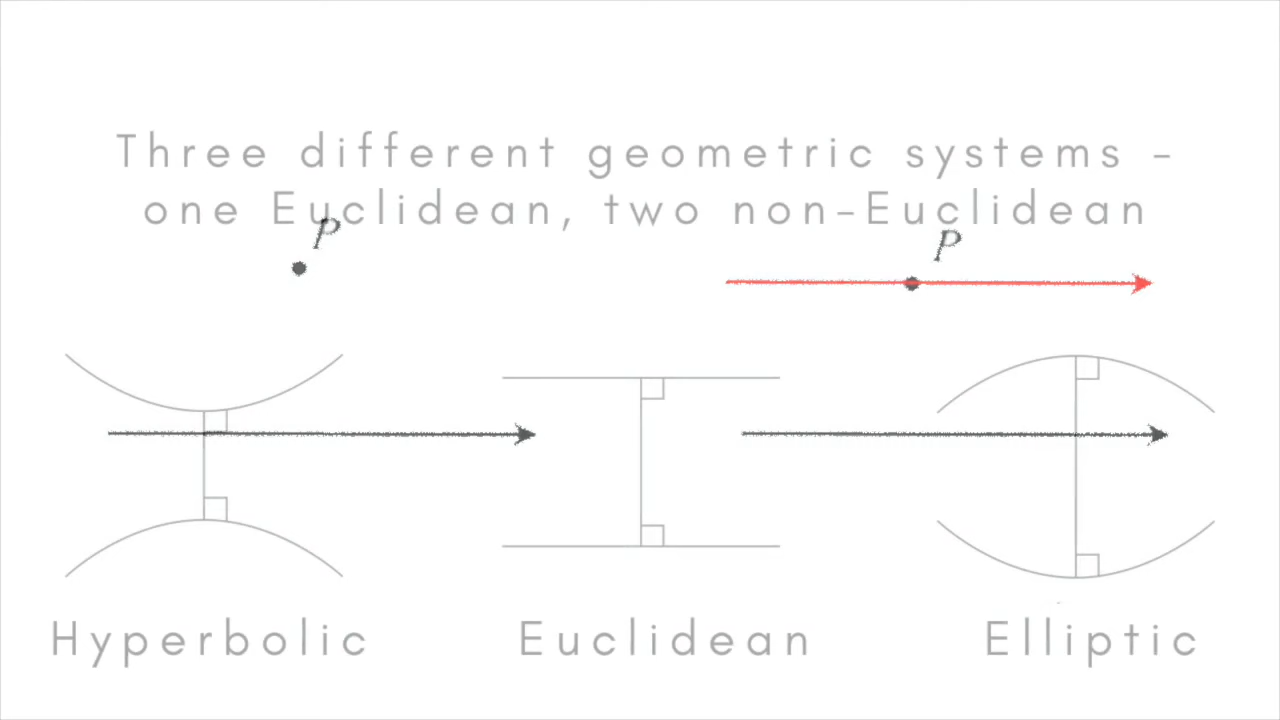 Three different geometric systems –
one Euclidean, two non-Euclidean
P
P
Hyperbolic Euclidean Elliptic